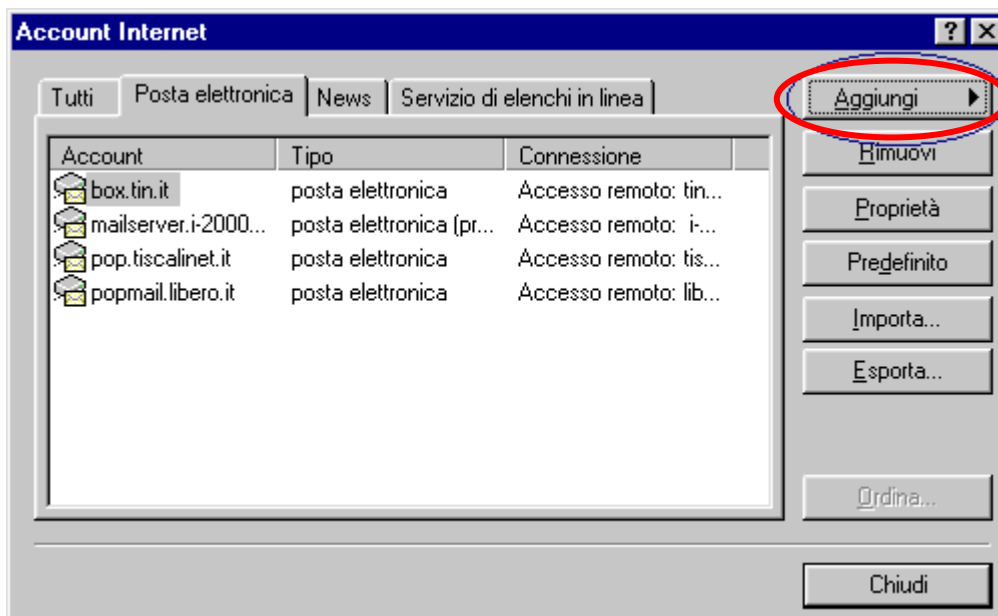 Account Internet
Tutti
Posta elettronica
News
Servizio di elenchi in linea
Aggiungi
Rimuovi
Proprietà
Predefinito
Importa...
Esporta...
Ordina...
Chiudi
Account Tipo Connessione
box.tin.it posta elettronica Accesso remoto: tin...
mailserver.i-2000... posta elettronica (pr... Accesso remoto: i-...
pop.tiscalinet.it posta elettronica Accesso remoto: tis...
popmail.libero.it posta elettronica Accesso remoto: lib...